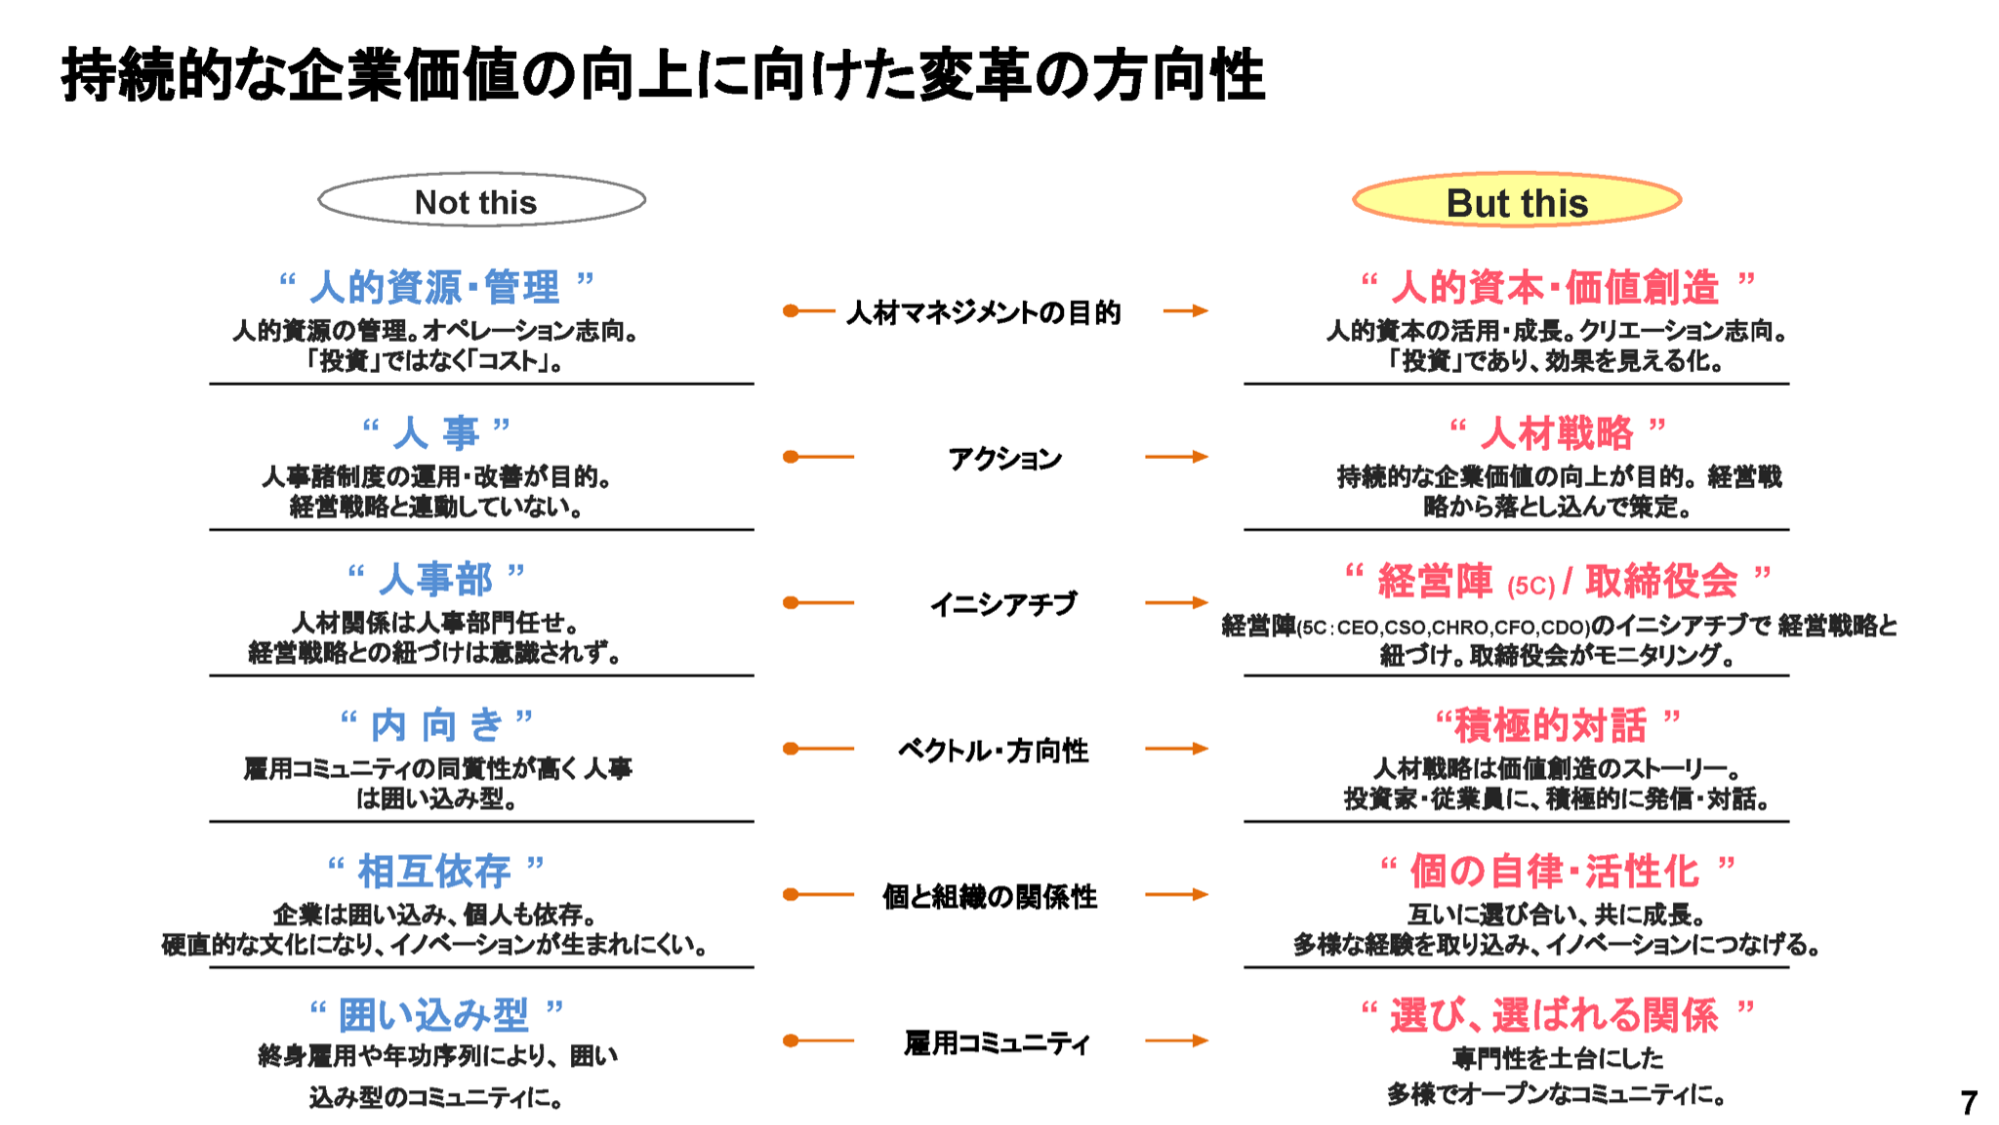 持続的な企業価値の向上に向けた変革の方向性
Not this
But this
“ 人的資源・管理 ”
人的資源の管理。オペレーション志向。
「投資」ではなく「コスト」。
人材マネジメントの目的
“ 人的資本・価値創造 ”
人的資本の活用・成長。クリエーション志向。
「投資」であり、効果を見える化。
“ 人 事 ”
人事諸制度の運用・改善が目的。
経営戦略と連動していない。
アクション
“ 人材戦略 ”
持続的な企業価値の向上が目的。経営戦
略から落とし込んで策定。
“ 人事部 ”
人材関係は人事部門任せ。
経営戦略との紐づけは意識されず。
イニシアチブ
“ 経営陣 (5C) / 取締役会 ”
経営陣(5C:CEO,CSO,CHRO,CFO,CDO)のイニシアチブで 経営戦略と
紐づけ。取締役会がモニタリング。
“ 内 向 き ”
雇用コミュニティの同質性が高く 人事
は囲い込み型。
ベクトル・方向性
“積極的対話 ”
人材戦略は価値創造のストーリー。
投資家・従業員に、積極的に発信・対話。
“ 相互依存 ”
企業は囲い込み、個人も依存。
硬直的な文化になり、イノベーションが生まれにくい。
個と組織の関係性
“ 個の自律・活性化 ”
互いに選び合い、共に成長。
多様な経験を取り込み、イノベーションにつなげる。
“ 囲い込み型 ”
終身雇用や年功序列により、囲い
込み型のコミュニティに。
雇用コミュニティ
“ 選び、選ばれる関係 ”
専門性を土台にした
多様でオープンなコミュニティに。
7